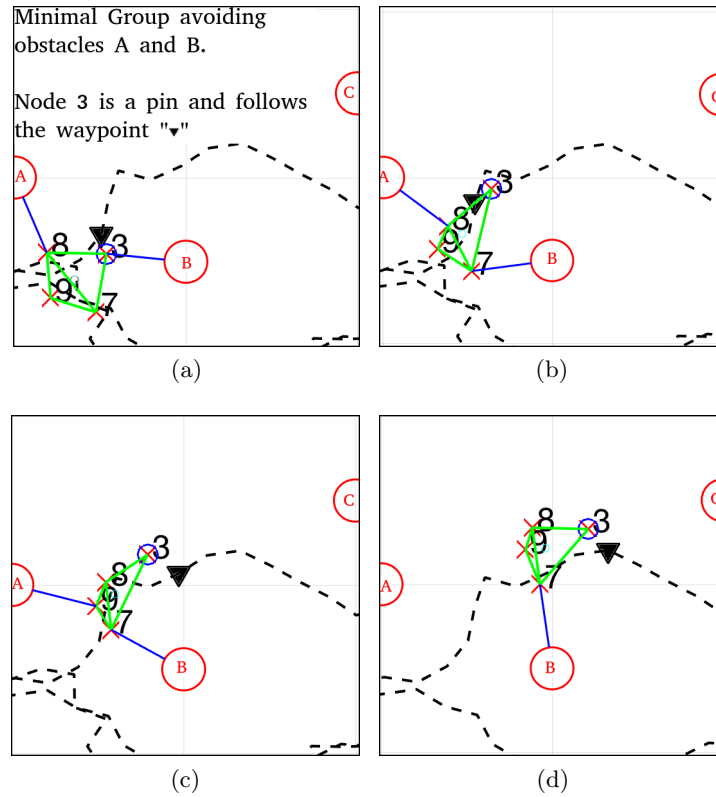 Minimal Group avoiding
obstacles A and B.
Node 3 is a pin and follows
the waypoint "▼"
C
A
8
3
B
9
7
(a)
C
A
3
8
9
7
B
(b)
C
3
8
A
9
7
B
(c)
C
8
3
9
7
A
B
(d)